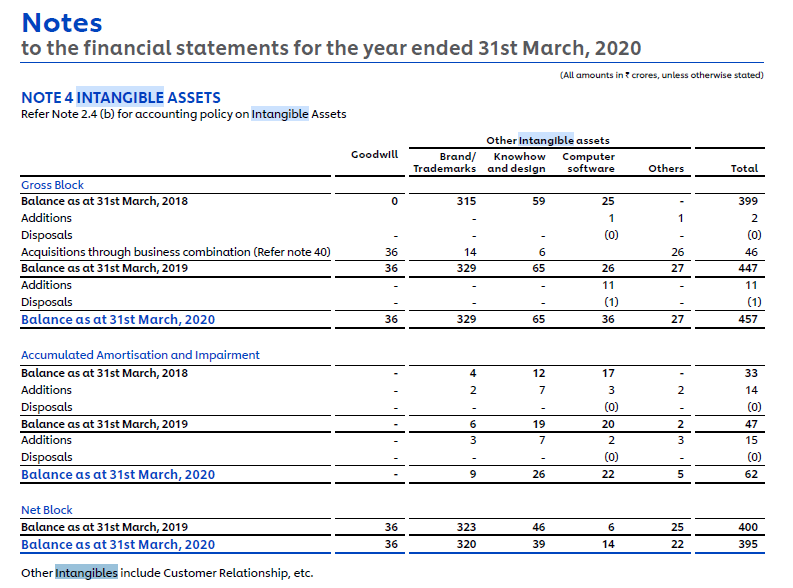 Notes
to the financial statements for the year ended 31st March, 2020
(All amounts in ₹ crores, unless otherwise stated)
NOTE 4 INTANGIBLE ASSETS
Refer Note 2.4 (b) for accounting policy on Intangible Assets
Other Intangible assets
Goodwill Brand/ Trademarks Knowhow and design Computer software Others Total
Gross Block
Balance as at 31st March, 2018 0 315 59 25 - 399
Additions - 1 1 2
Disposals - - - (0) - (0)
Acquisitions through business combination (Refer note 40) 36 14 6 26 46
Balance as at 31st March, 2019 36 329 65 26 27 447
Additions - - - 11 - 11
Disposals - - - (1) - (1)
Balance as at 31st March, 2020 36 329 65 36 27 457
Accumulated Amortisation and Impairment
Balance as at 31st March, 2018 - 4 12 17 - 33
Additions - 2 7 3 2 14
Disposals - - - (0) - (0)
Balance as at 31st March, 2019 - 6 19 20 2 47
Additions - 3 7 2 3 15
Disposals - - - (0) - (0)
Balance as at 31st March, 2020 - 9 26 22 5 62
Net Block
Balance as at 31st March, 2019 36 323 46 6 25 400
Balance as at 31st March, 2020 36 320 39 14 22 395
Other Intangibles include Customer Relationship, etc.